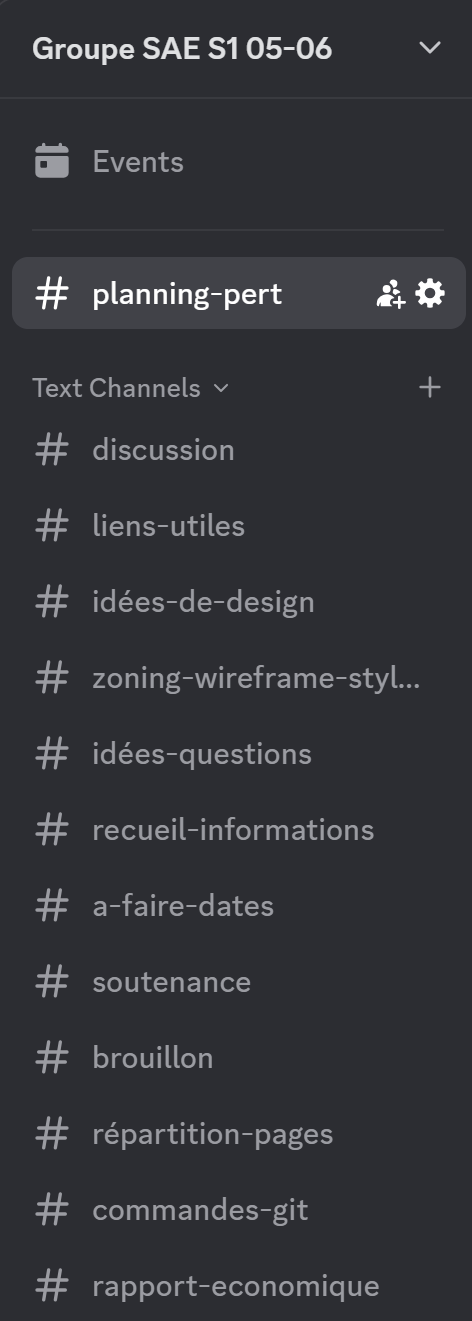 Groupe SAE S1 05-06
Events
# planning-pert
Text Channels
# discussion
# liens-utiles
# idées-de-design
# zoning-wireframe-styl...
# idées-questions
# recueil-informations
# a-faire-dates
# soutenance
# brouillon
# répartition-pages
# commandes-git
# rapport-economique